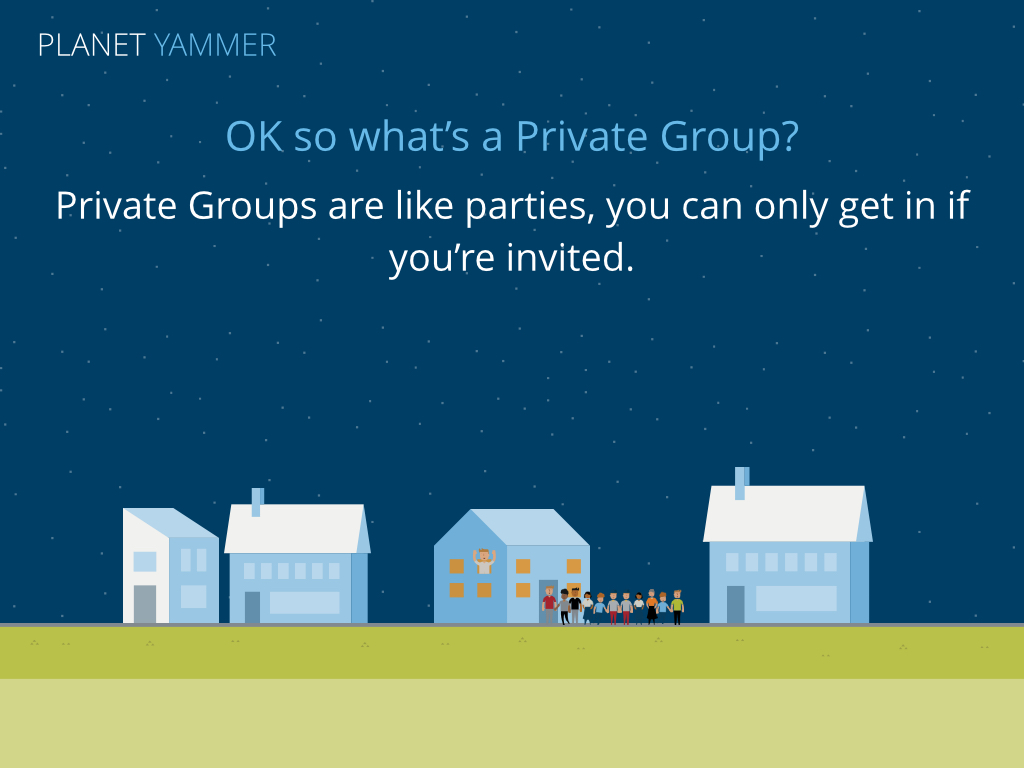 PLANET YAMMER
OK so what’s a Private Group?
Private Groups are like parties, you can only get in if
you’re invited.